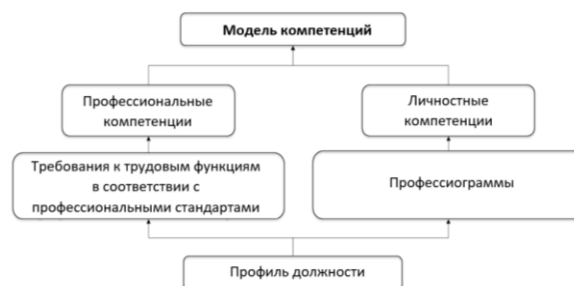 Модель компетенций
Профессиональные
компетенции
Личностные
компетенции
Требования к трудовым функциям
в соответствии с
профессиональными стандартами
Профессиограммы
Профиль должности